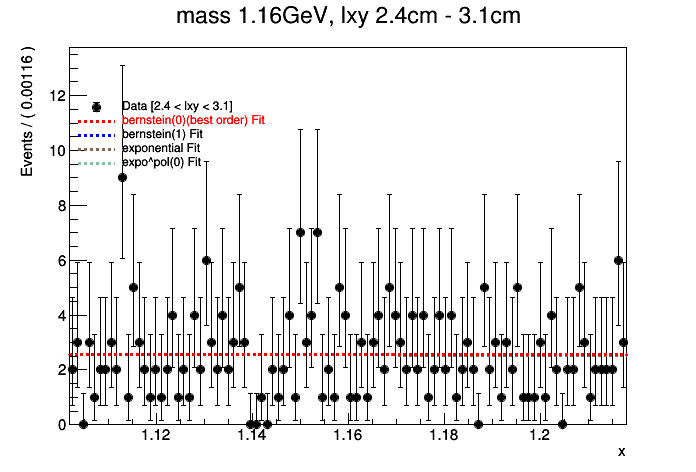 mass 1.16GeV, lxy 2.4cm - 3.1cm
Events / ( 0.00116 )
12
10
8
6
4
2
0
Data [2.4 < lxy < 3.1]
bernstein(0)(best order) Fit
bernstein(1) Fit
exponential Fit
expo^pol(0) Fit
1.12 1.14 1.16 1.18 1.2
x